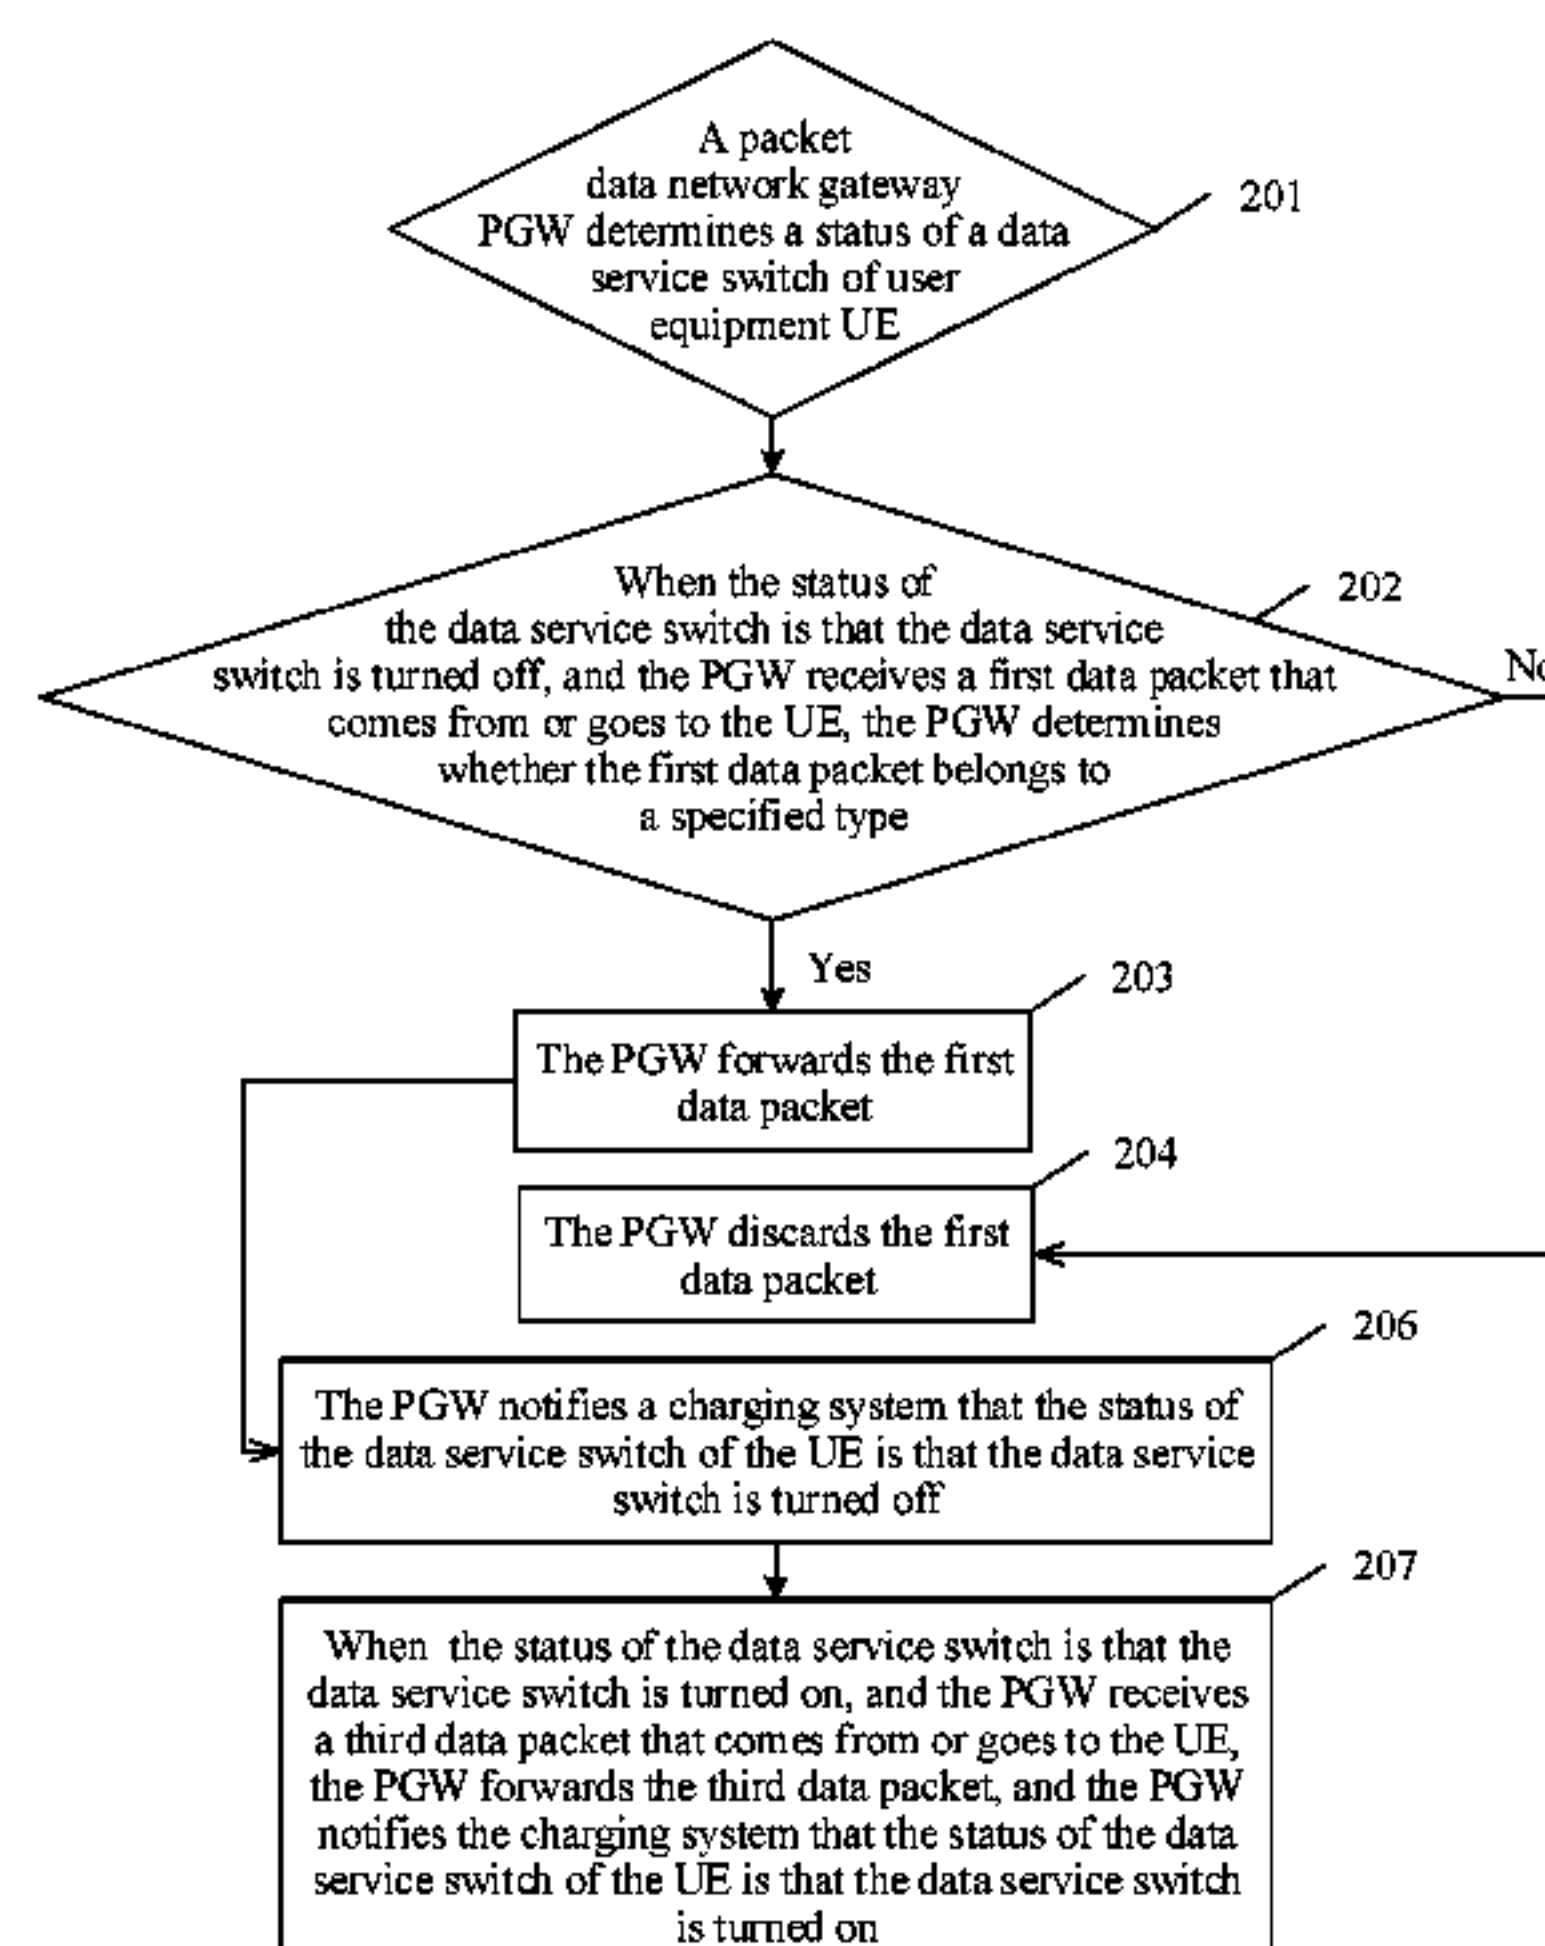 A packet
data network gateway
PGW determines a status of a data
service switch of user
equipment UE
201
When the status of
the data service switch is that the data service
switch is turned off, and the PGW receives a first data packet that
comes from or goes to the UE, the PGW determines
whether the first data packet belongs to
a specified type
202
No
Yes
203
The PGW forwards the first
data packet
204
The PGW discards the first
data packet
206
The PGW notifies a charging system that the status of
the data service switch of the UE is that the data service
switch is turned off
207
When the status of the data service switch is that the
data service switch is turned on, and the PGW receives
a third data packet that comes from or goes to the UE,
the PGW forwards the third data packet, and the PGW
notifies the charging system that the status of the data
service switch of the UE is that the data service switch
is turned on